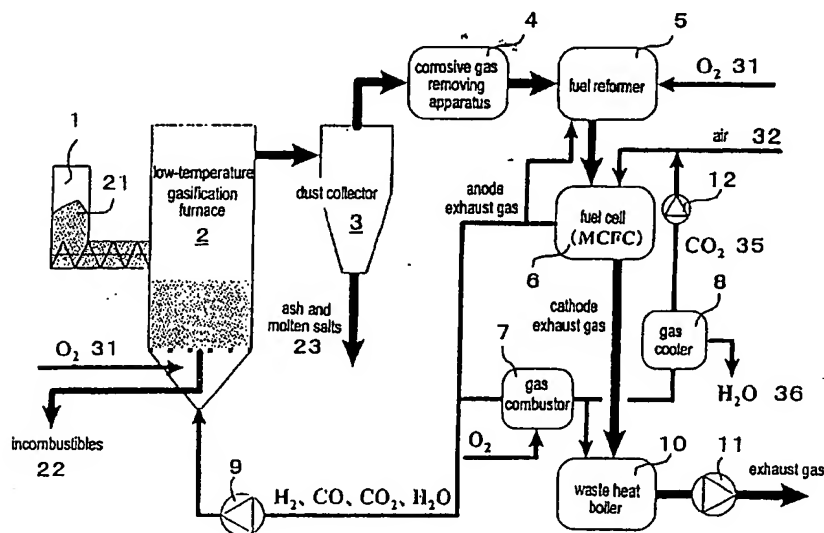 4
5
corrosive gas
removing
apparatus
fuel reformer
O₂ 31
1
21
low-temperature
gasification
furnace
2
dust collector
3
anode
exhaust gas
air 32
12
fuel cell
(MCFC)
6
CO₂ 35
8
cathode
exhaust gas
gas
cooler
ash and
molten salts
23
O₂ 31
7
gas
combustor
H₂O 36
incombustibles
22
O₂
9
H₂、CO、CO₂、H₂O
10
waste heat
boiler
11
exhaust gas